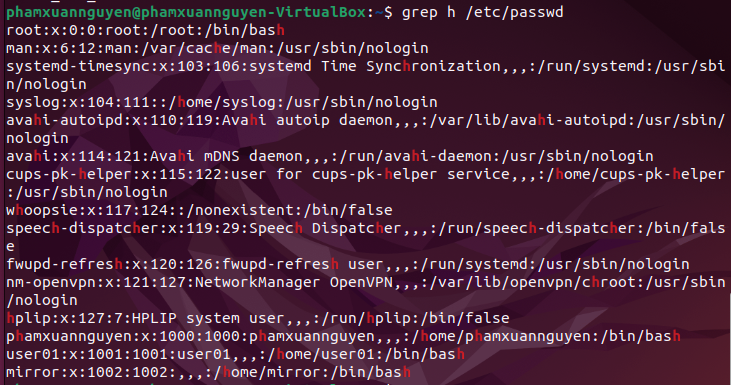 phamxuannguyen@phamxuannguyen-VirtualBox:~$ grep h /etc/passwd
root:x:0:0:root:/root:/bin/bash
man:x:6:12:man:/var/cache/man:/usr/sbin/nologin
systemd-timesync:x:103:106:systemd Time Synchronization,,,:/run/systemd:/usr/sbi
n/nologin
syslog:x:104:111::/home/syslog:/usr/sbin/nologin
avahi-autoipd:x:110:119:Avahi autoip daemon,,,:/var/lib/avahi-autoipd:/usr/sbin/
nologin
avahi:x:114:121:Avahi mDNS daemon,,,:/run/avahi-daemon:/usr/sbin/nologin
cups-pk-helper:x:115:122:user for cups-pk-helper service,,,:/home/cups-pk-helper
:/usr/sbin/nologin
whoopsie:x:117:124::/nonexistent:/bin/false
speech-dispatcher:x:119:29:Speech Dispatcher,,,:/run/speech-dispatcher:/bin/fals
e
fwupd-refresh:x:120:126:fwupd-refresh user,,,:/run/systemd:/usr/sbin/nologin
nm-openvpn:x:121:127:NetworkManager OpenVPN,,,:/var/lib/openvpn/chroot:/usr/sbin
/nologin
hplip:x:127:7:HPLIP system user,,,:/run/hplip:/bin/false
phamxuannguyen:x:1000:1000:phamxuannguyen,,,:/home/phamxuannguyen:/bin/bash
user01:x:1001:1001:user01,,,:/home/user01:/bin/bash
mirror:x:1002:1002:,,,:/home/mirror:/bin/bash